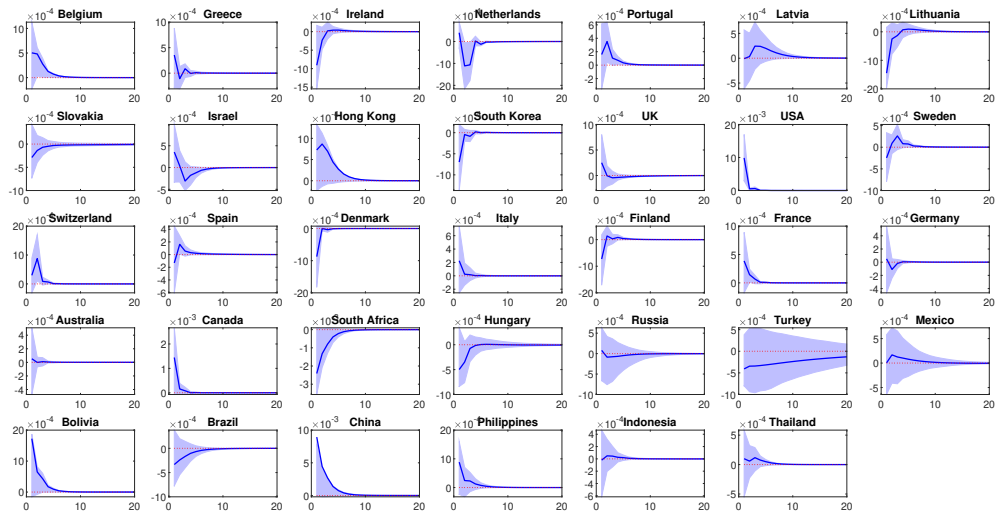 ×10⁻⁴ Belgium
10
5
0
0 10 20
×10⁻⁴ Greece
10
5
0
0 10 20
×10⁻⁴ Ireland
0
-5
-10
0 10 20
Netherlands
0
-10
-20
0 10 20
×10⁻⁴ Portugal
6
4
2
0
-2
0 10 20
×10⁻⁴ Latvia
5
0
-5
0 10 20
×10⁻⁴ Lithuania
0
-10
-20
0 10 20
×10⁻⁴ Slovakia
0
-5
-10
0 10 20
×10⁻⁴ Israel
5
0
-5
0 10 20
Hong Kong
10
5
0
0 10 20
South Korea
0
-5
-10
0 10 20
×10⁻⁴ UK
10
5
0
0 10 20
×10⁻³ USA
20
15
10
5
0
0 10 20
×10⁻⁴ Sweden
5
0
-5
-10
0 10 20
Switzerland
20
10
0
0 10 20
×10⁻⁴ Spain
4
2
0
-2
-4
-6
0 10 20
Denmark
0
-10
-20
0 10 20
×10⁻⁴ Italy
6
4
2
0
-2
0 10 20
×10⁻⁴ Finland
0
-10
0 10 20
×10⁻³ France
10
5
0
0 10 20
×10⁻⁴ Germany
4
2
0
-2
-4
0 10 20
×10⁻⁴ Australia
4
2
0
-2
-4
0 10 20
×10⁻³ Canada
2
1
0
0 10 20
South Africa
0
-1
-2
-3
0 10 20
×10⁻⁴ Hungary
0
-5
-10
0 10 20
×10⁻⁴ Russia
5
0
-5
-10
0 10 20
×10⁻⁴ Turkey
5
0
-5
-10
0 10 20
×10⁻⁴ Mexico
5
0
-5
0 10 20
×10⁻⁴ Bolivia
20
10
0
0 10 20
×10⁻⁴ Brazil
0
-5
-10
0 10 20
×10⁻³ China
10
5
0
0 10 20
Philippines
20
10
0
0 10 20
×10⁻⁴ Indonesia
4
2
0
-2
-4
-6
0 10 20
×10⁻⁴ Thailand
5
0
-5
0 10 20